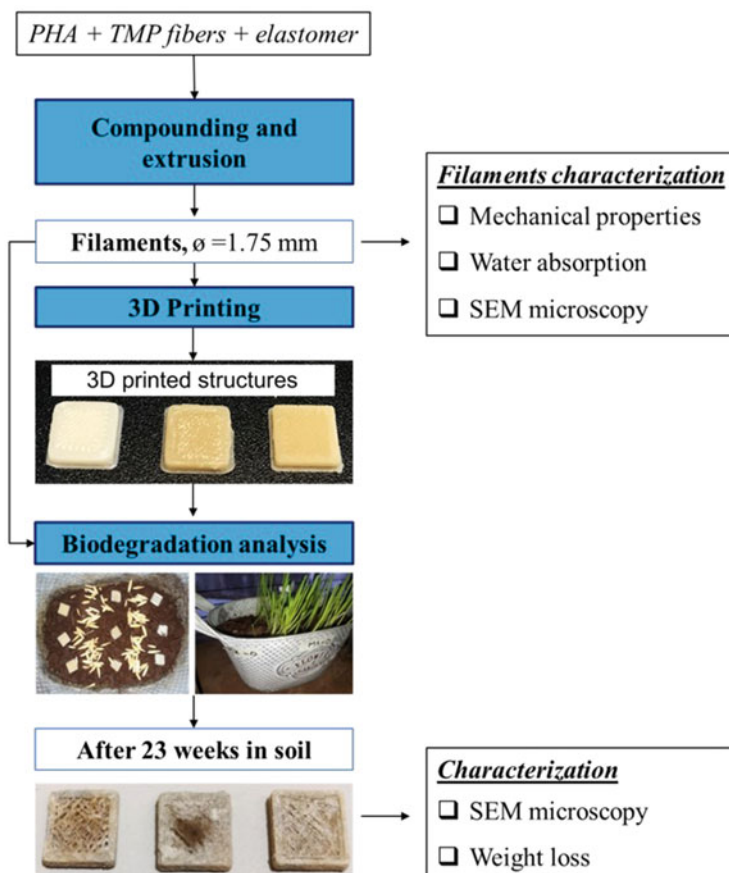 PHA + TMP fibers + elastomer
Compounding and
extrusion
Filaments, ø =1.75 mm
Filaments characterization
❑ Mechanical properties
❑ Water absorption
❑ SEM microscopy
3D Printing
3D printed structures
Biodegradation analysis
After 23 weeks in soil
Characterization
❑ SEM microscopy
❑ Weight loss